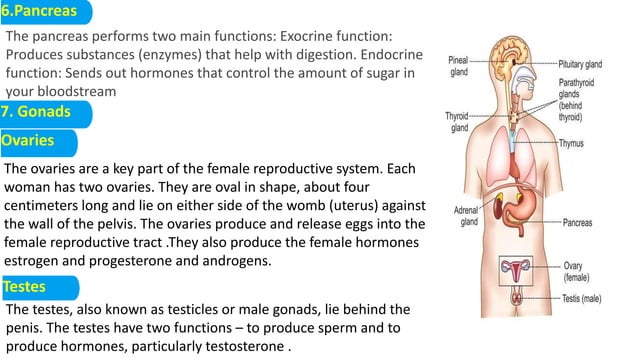 6.Pancreas
The pancreas performs two main functions: Exocrine function:
Produces substances (enzymes) that help with digestion. Endocrine
function: Sends out hormones that control the amount of sugar in
your bloodstream
7. Gonads
Ovaries
The ovaries are a key part of the female reproductive system. Each
woman has two ovaries. They are oval in shape, about four
centimeters long and lie on either side of the womb (uterus) against
the wall of the pelvis. The ovaries produce and release eggs into the
female reproductive tract .They also produce the female hormones
estrogen and progesterone and androgens.
Testes
The testes, also known as testicles or male gonads, lie behind the
penis. The testes have two functions – to produce sperm and to
produce hormones, particularly testosterone .
Pineal
gland
Pituitary gland
Parathyroid
glands
(behind
thyroid)
Thyroid
gland
Thymus
Adrenal
gland
Pancreas
Ovary
(female)
Testis (male)